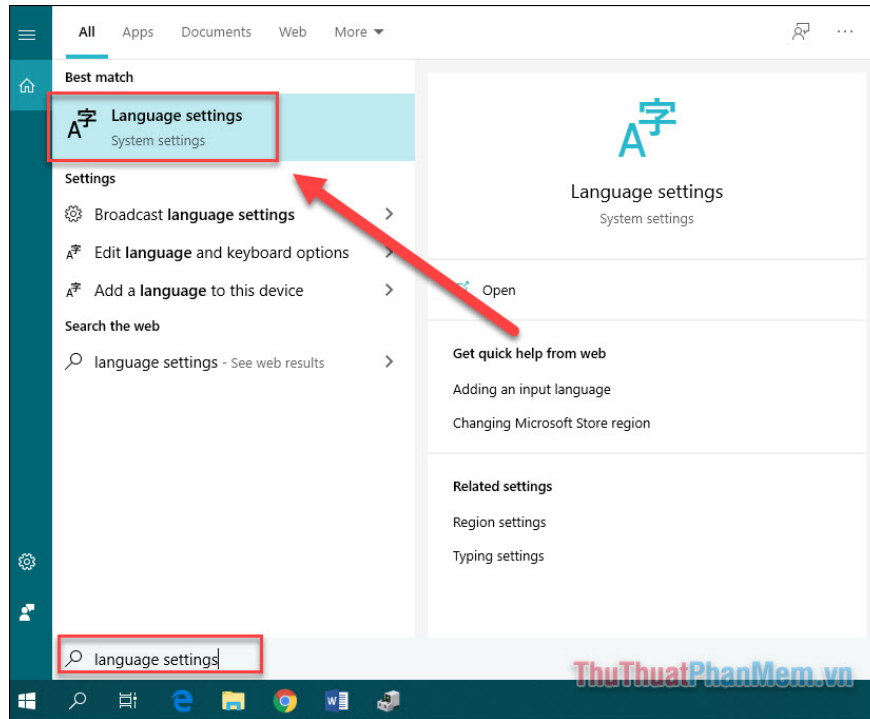 All Apps Documents Web More
Best match
Language settings
System settings
Settings
Broadcast language settings
Edit language and keyboard options
Add a language to this device
Search the web
language settings - See web results
Language settings
System settings
Open
Get quick help from web
Adding an input language
Changing Microsoft Store region
Related settings
Region settings
Typing settings
language settings
ThuThuatPhanMem.vn